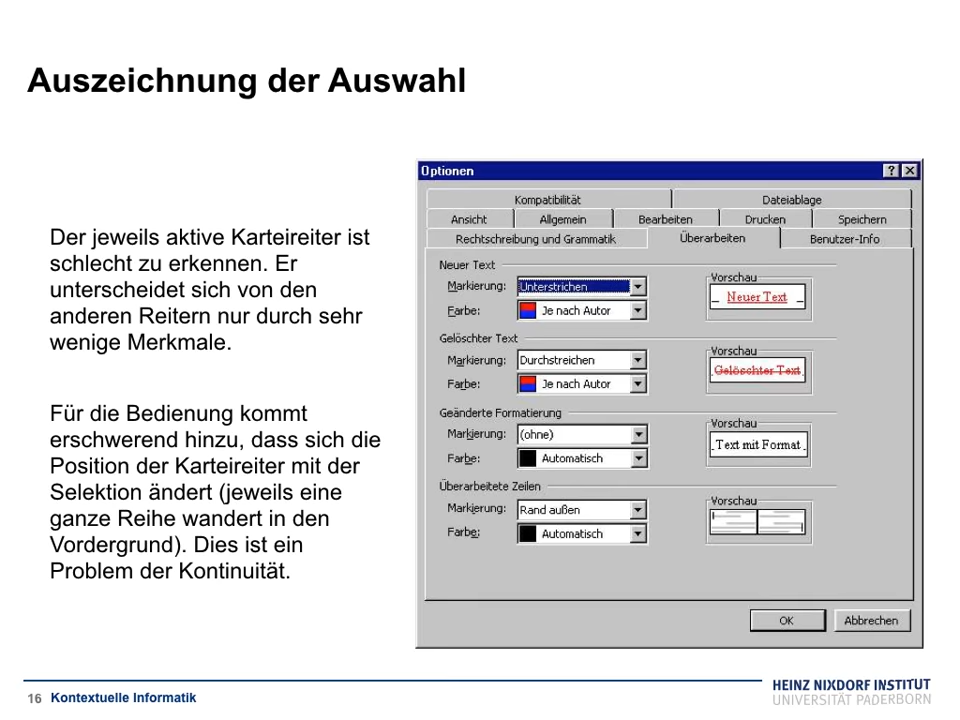 Auszeichnung der Auswahl
Der jeweils aktive Karteireiter ist
schlecht zu erkennen. Er
unterscheidet sich von den
anderen Reitern nur durch sehr
wenige Merkmale.
Für die Bedienung kommt
erschwerend hinzu, dass sich die
Position der Karteireiter mit der
Selektion ändert (jeweils eine
ganze Reihe wandert in den
Vordergrund). Dies ist ein
Problem der Kontinuität.
Optionen
Kompatibilität Dateiablage
Ansicht Allgemein Bearbeiten Drucken Speichern
Rechtschreibung und Grammatik Überarbeiten Benutzer-Info
Neuer Text
Markierung: Unterstrichen
Farbe: Je nach Autor
Vorschau
Neuer Text
Gelöschter Text
Markierung: Durchstreichen
Farbe: Je nach Autor
Vorschau
Gelöschter Text
Geänderte Formatierung
Markierung: (ohne)
Farbe: Automatisch
Vorschau
Text mit Format
Überarbeitete Zeilen
Markierung: Rand außen
Farbe: Automatisch
Vorschau
OK Abbrechen
16 Kontextuelle Informatik
HEINZ NIXDORF INSTITUT
UNIVERSITÄT PADERBORN